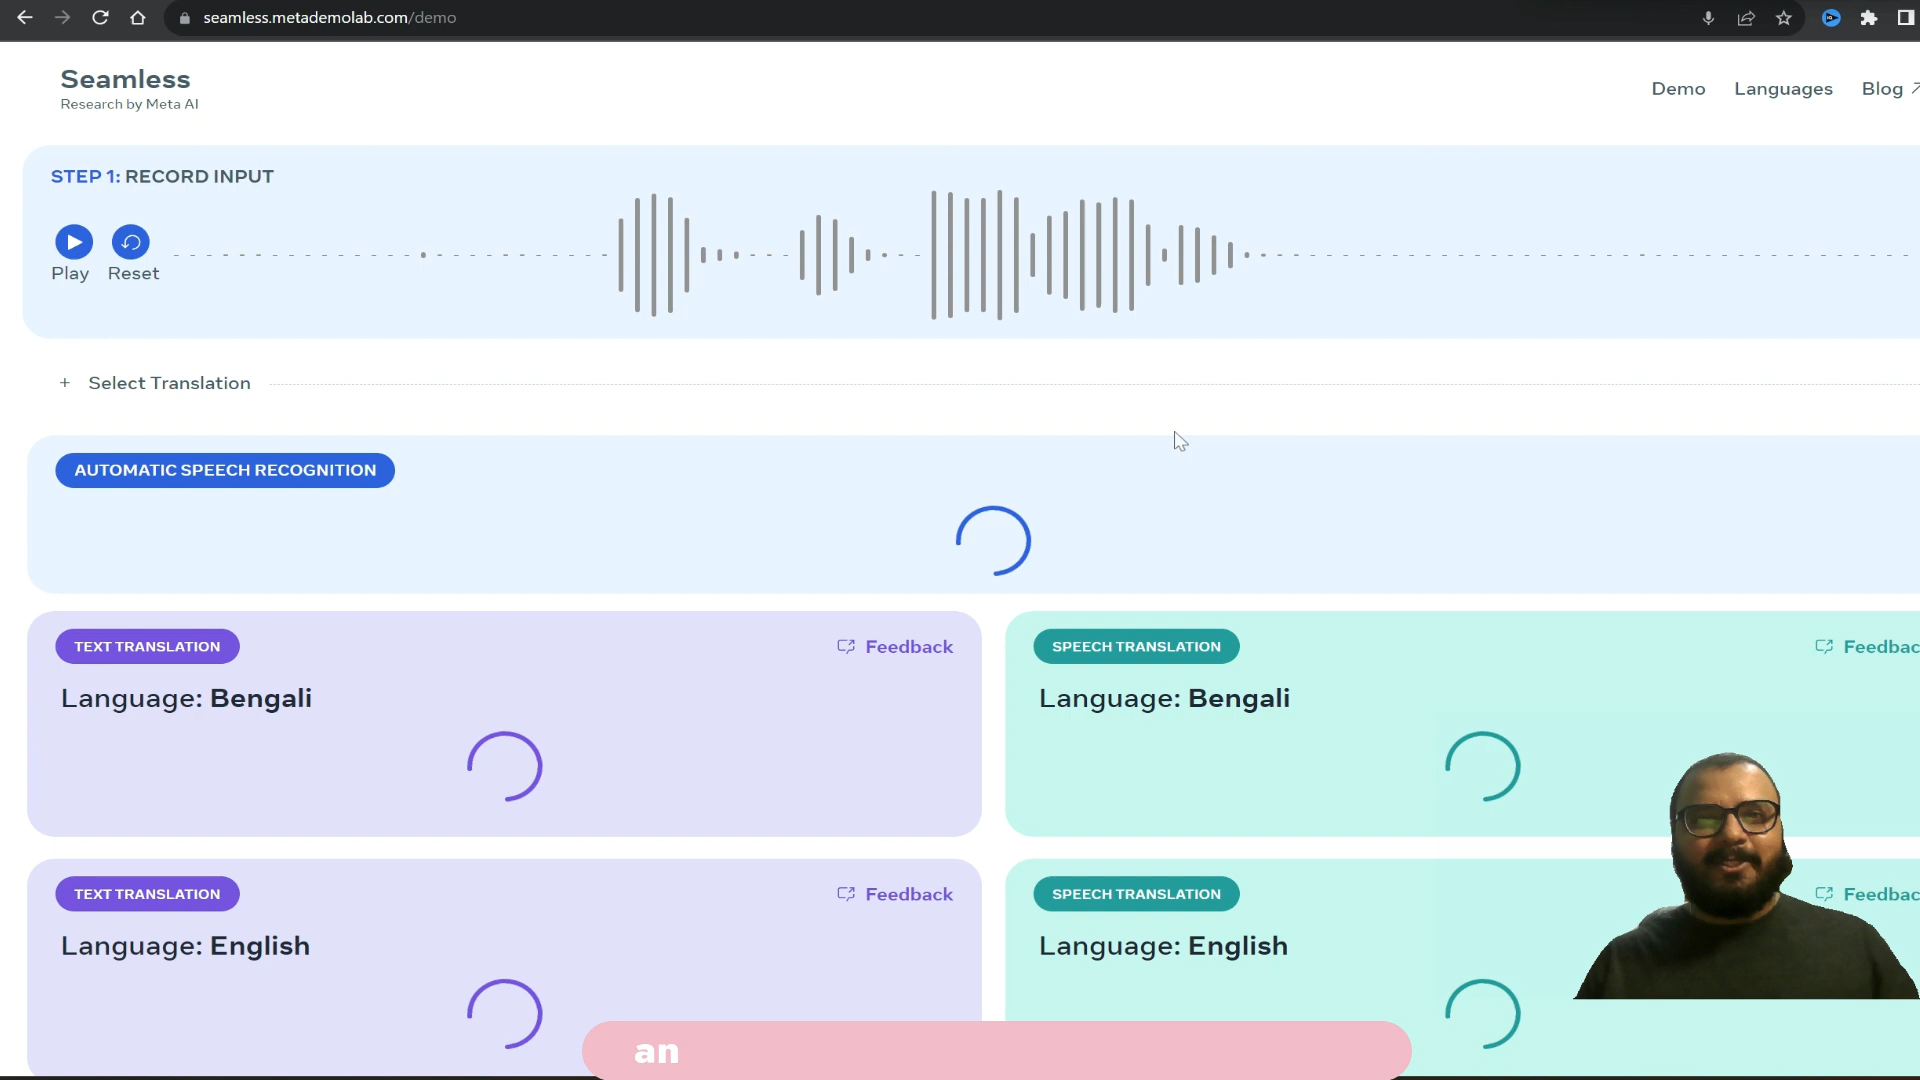 seamless.metademolab.com/demo
Seamless
Research by Meta AI
Demo Languages Blog
STEP 1: RECORD INPUT
Play Reset
+ Select Translation
AUTOMATIC SPEECH RECOGNITION
TEXT TRANSLATION
Feedback
Language: Bengali
SPEECH TRANSLATION
Feedbac
Language: Bengali
TEXT TRANSLATION
Feedback
Language: English
SPEECH TRANSLATION
Feedbac
Language: English
an